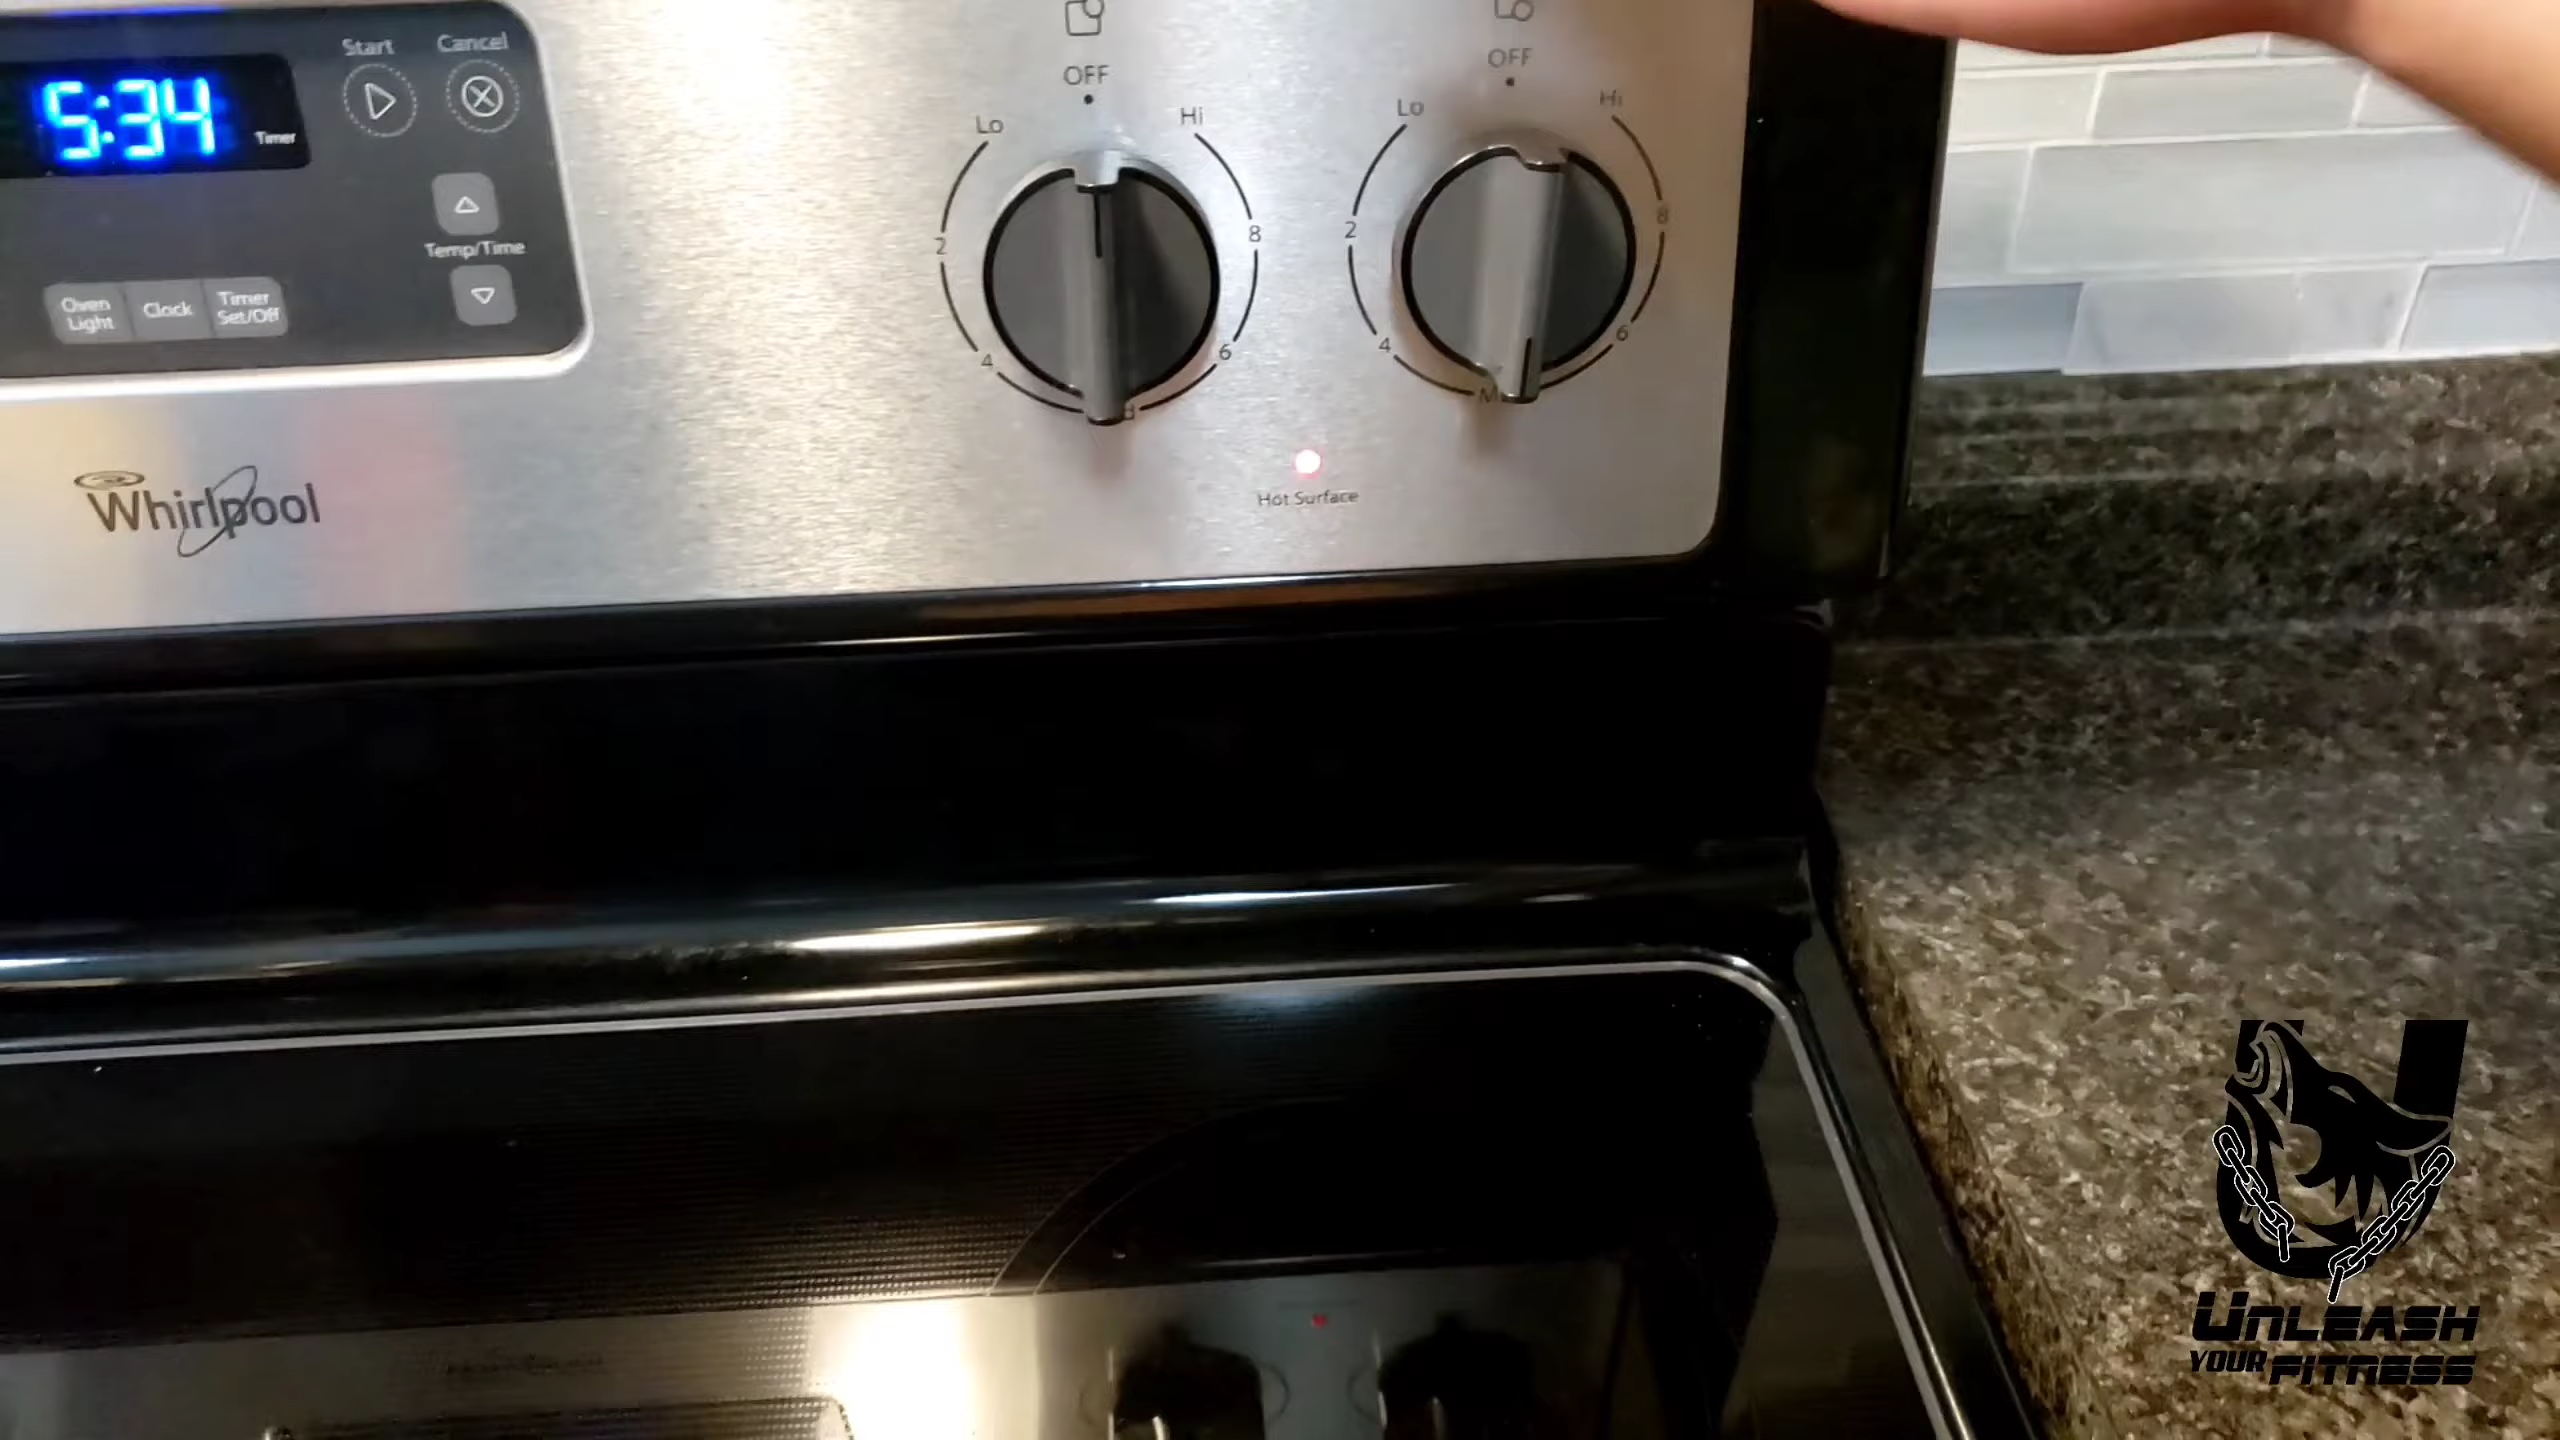 Start Cancel
5:34
Timer
Temp/Time
Oven Light
Clock
Timer Set/Off
Whirlpool
OFF
Lo
Hi
2
8
4
6
OFF
Lo
Hi
2
8
4
6
Hot Surface
UNLEASH
YOUR FITNESS